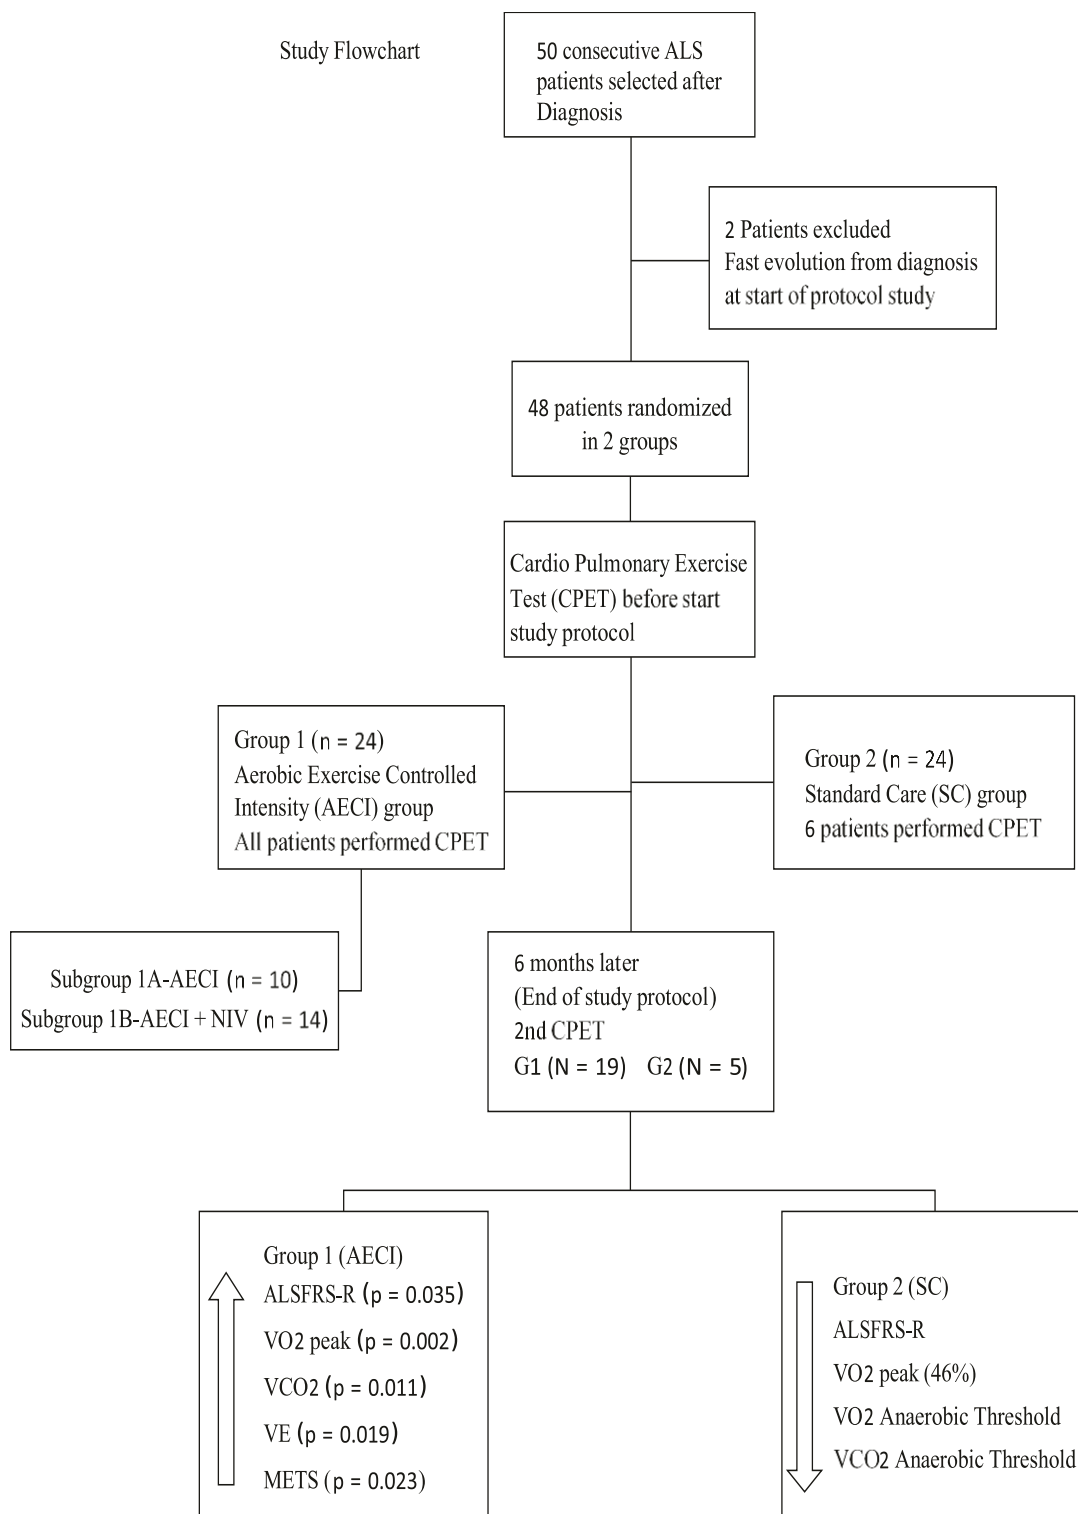 Study Flowchart
50 consecutive ALS
patients selected after
Diagnosis
2 Patients excluded
Fast evolution from diagnosis
at start of protocol study
48 patients randomized
in 2 groups
Cardio Pulmonary Exercise
Test (CPET) before start
study protocol
Group 1 (n = 24)
Aerobic Exercise Controlled
Intensity (AECI) group
All patients performed CPET
Group 2 (n = 24)
Standard Care (SC) group
6 patients performed CPET
Subgroup 1A-AECI (n = 10)
Subgroup 1B-AECI + NIV (n = 14)
6 months later
(End of study protocol)
2nd CPET
G1 (N = 19) G2 (N = 5)
Group 1 (AECI)
ALSFRS-R (p = 0.035)
VO2 peak (p = 0.002)
VCO2 (p = 0.011)
VE (p = 0.019)
METS (p = 0.023)
Group 2 (SC)
ALSFRS-R
VO2 peak (46%)
VO2 Anaerobic Threshold
VCO2 Anaerobic Threshold